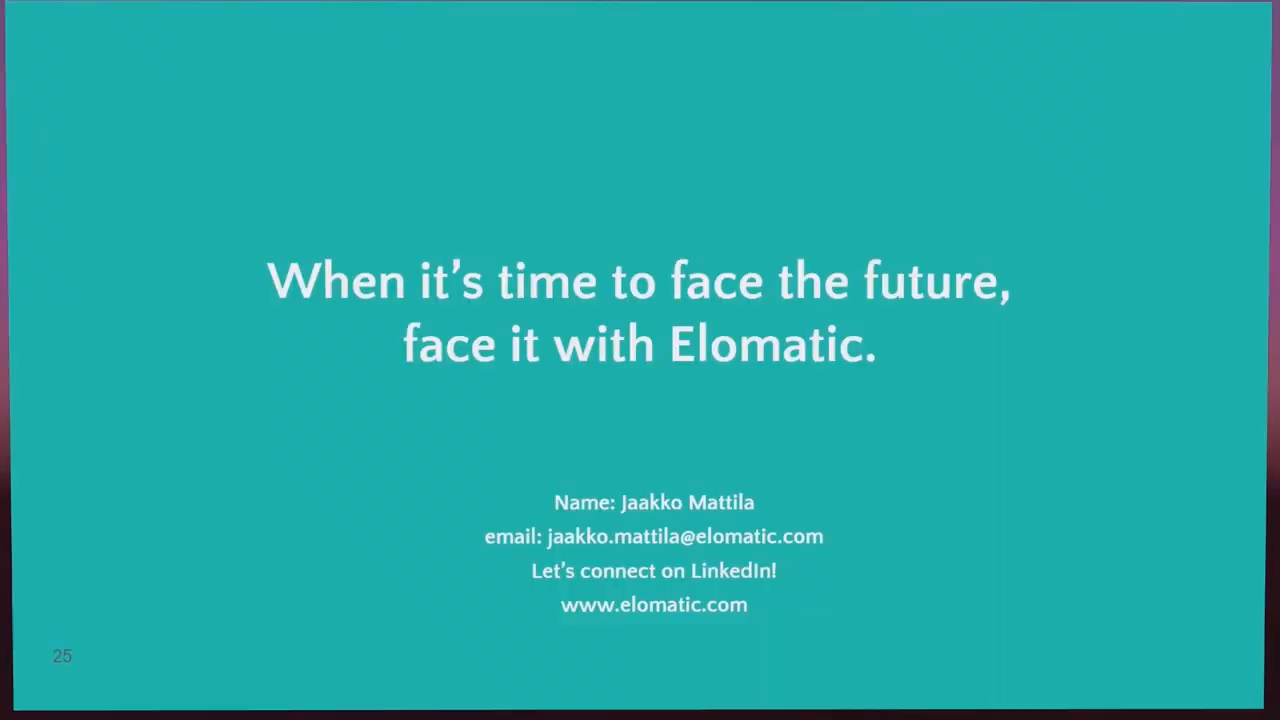 When it's time to face the future,
face it with Elomatic.
Name: Jaakko Mattila
email: jaakko.mattila@elomatic.com
Let's connect on LinkedIn!
www.elomatic.com
25